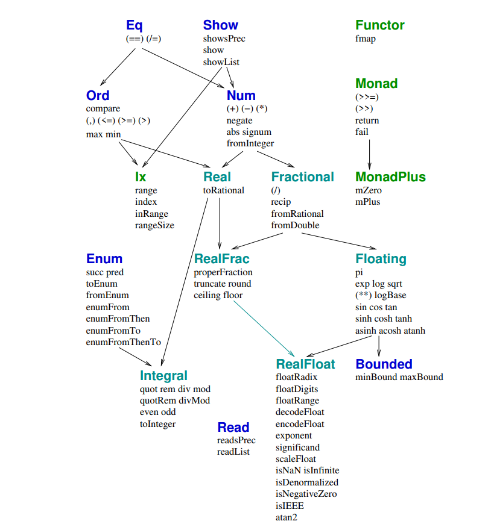 Eq
(==) (/=)
Show
showsPrec
show
showList
Functor
fmap
Ord
compare
(,) (<=) (>=) (>)
max min
Num
(+) (−) (*)
negate
abs signum
fromInteger
Monad
(>>=)
(>>)
return
fail
Ix
range
index
inRange
rangeSize
Real
toRational
Fractional
(/)
recip
fromRational
fromDouble
MonadPlus
mZero
mPlus
Enum
succ pred
toEnum
fromEnum
enumFrom
enumFromThen
enumFromTo
enumFromThenTo
RealFrac
properFraction
truncate round
ceiling floor
Floating
pi
exp log sqrt
(**) logBase
sin cos tan
sinh cosh tanh
asinh acosh atanh
Integral
quot rem div mod
quotRem divMod
even odd
toInteger
Read
readsPrec
readList
RealFloat
floatRadix
floatDigits
floatRange
decodeFloat
encodeFloat
exponent
significand
scaleFloat
isNaN isInfinite
isDenormalized
isNegativeZero
isIEEE
atan2
Bounded
minBound maxBound